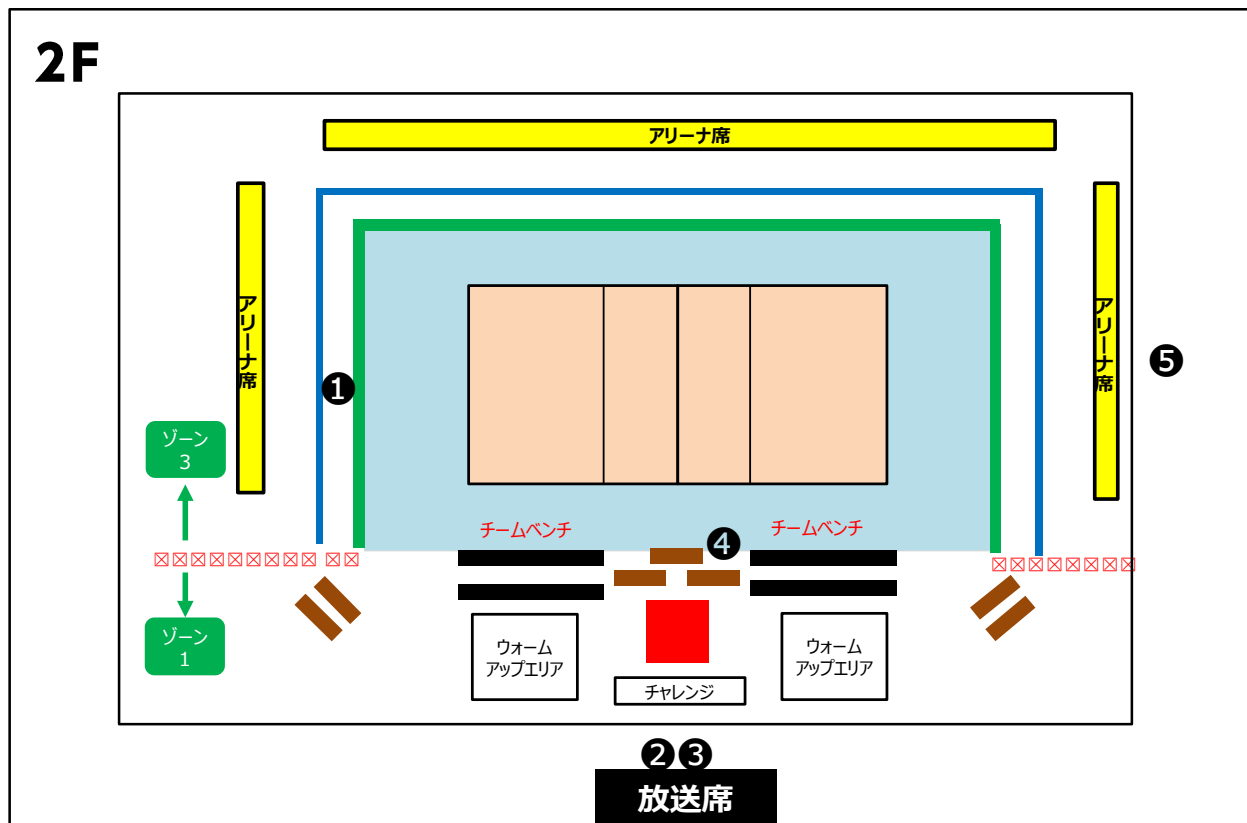 2F
アリーナ席
アリーナ席
アリーナ席
❶
❺
ゾーン
3
チームベンチ
チームベンチ
❹
ゾーン
1
ウォーム
アップエリア
ウォーム
アップエリア
チャレンジ
❷❸
放送席